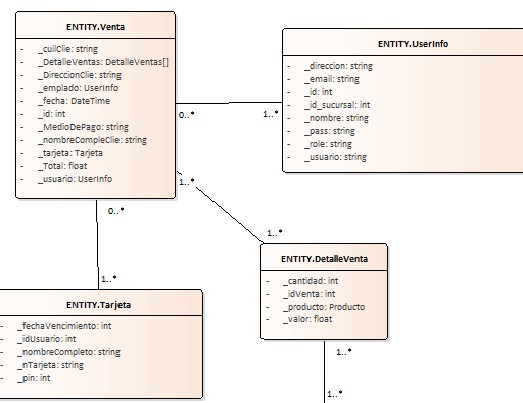 ENTITY.Venta
- _cuilClie: string
- _DetalleVentas: DetalleVentas[]
- _DireccionClie: string
- _emplado: UserInfo
- _fecha: DateTime
- _id: int
- _MedioDePago: string
- _nombreCompleClie: string
- _tarjeta: Tarjeta
- _Total: float
- _usuario: UserInfo
ENTITY.UserInfo
- _direccion: string
- _email: string
- _id: int
- _id_sucursal: int
- _nombre: string
- _pass: string
- _role: string
- _usuario: string
0..*
1..*
1..*
0..*
1..*
1..*
ENTITY.DetalleVenta
- _cantidad: int
- _idVenta: int
- _producto: Producto
- _valor: float
ENTITY.Tarjeta
- _fechaVencimiento: int
- _idUsuario: int
- _nombreCompleto: string
- _nTarjeta: string
- _pin: int
1..*
1..*